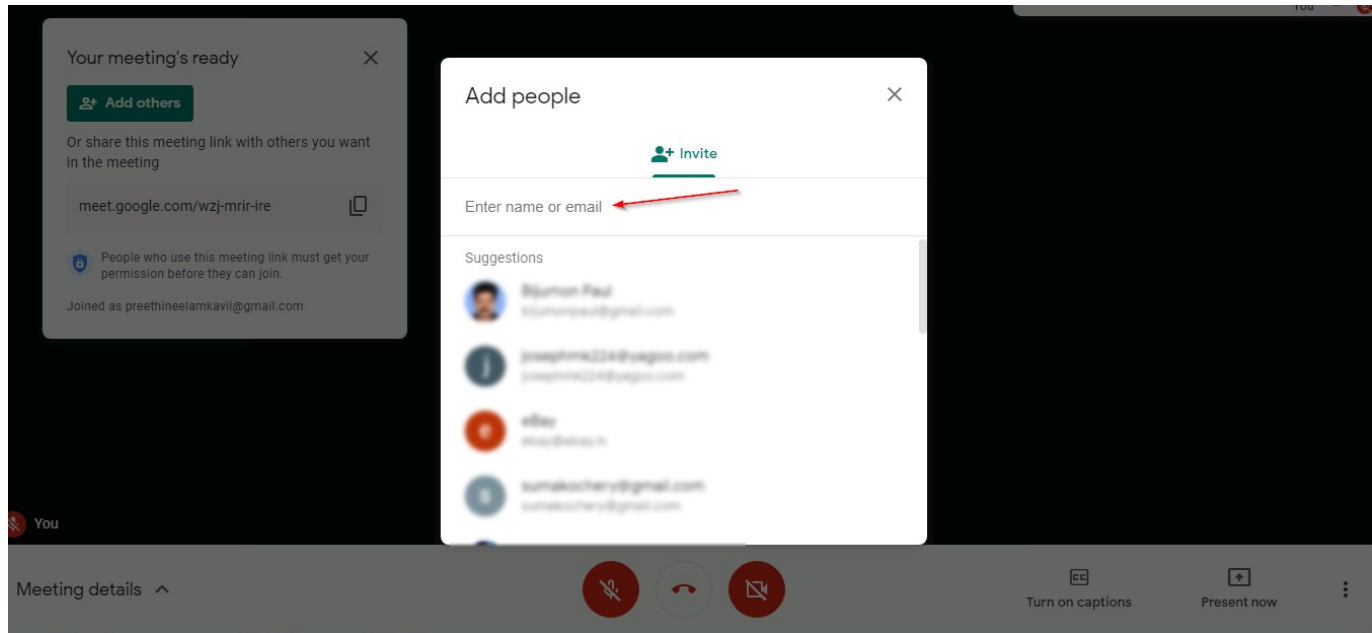 You
Your meeting's ready
Add others
Or share this meeting link with others you want
in the meeting
meet.google.com/wzj-mrir-ire
People who use this meeting link must get your
permission before they can join.
Joined as preethineelamkavil@gmail.com
Add people
Invite
Enter name or email
Suggestions
You
Meeting details
Turn on captions
Present now